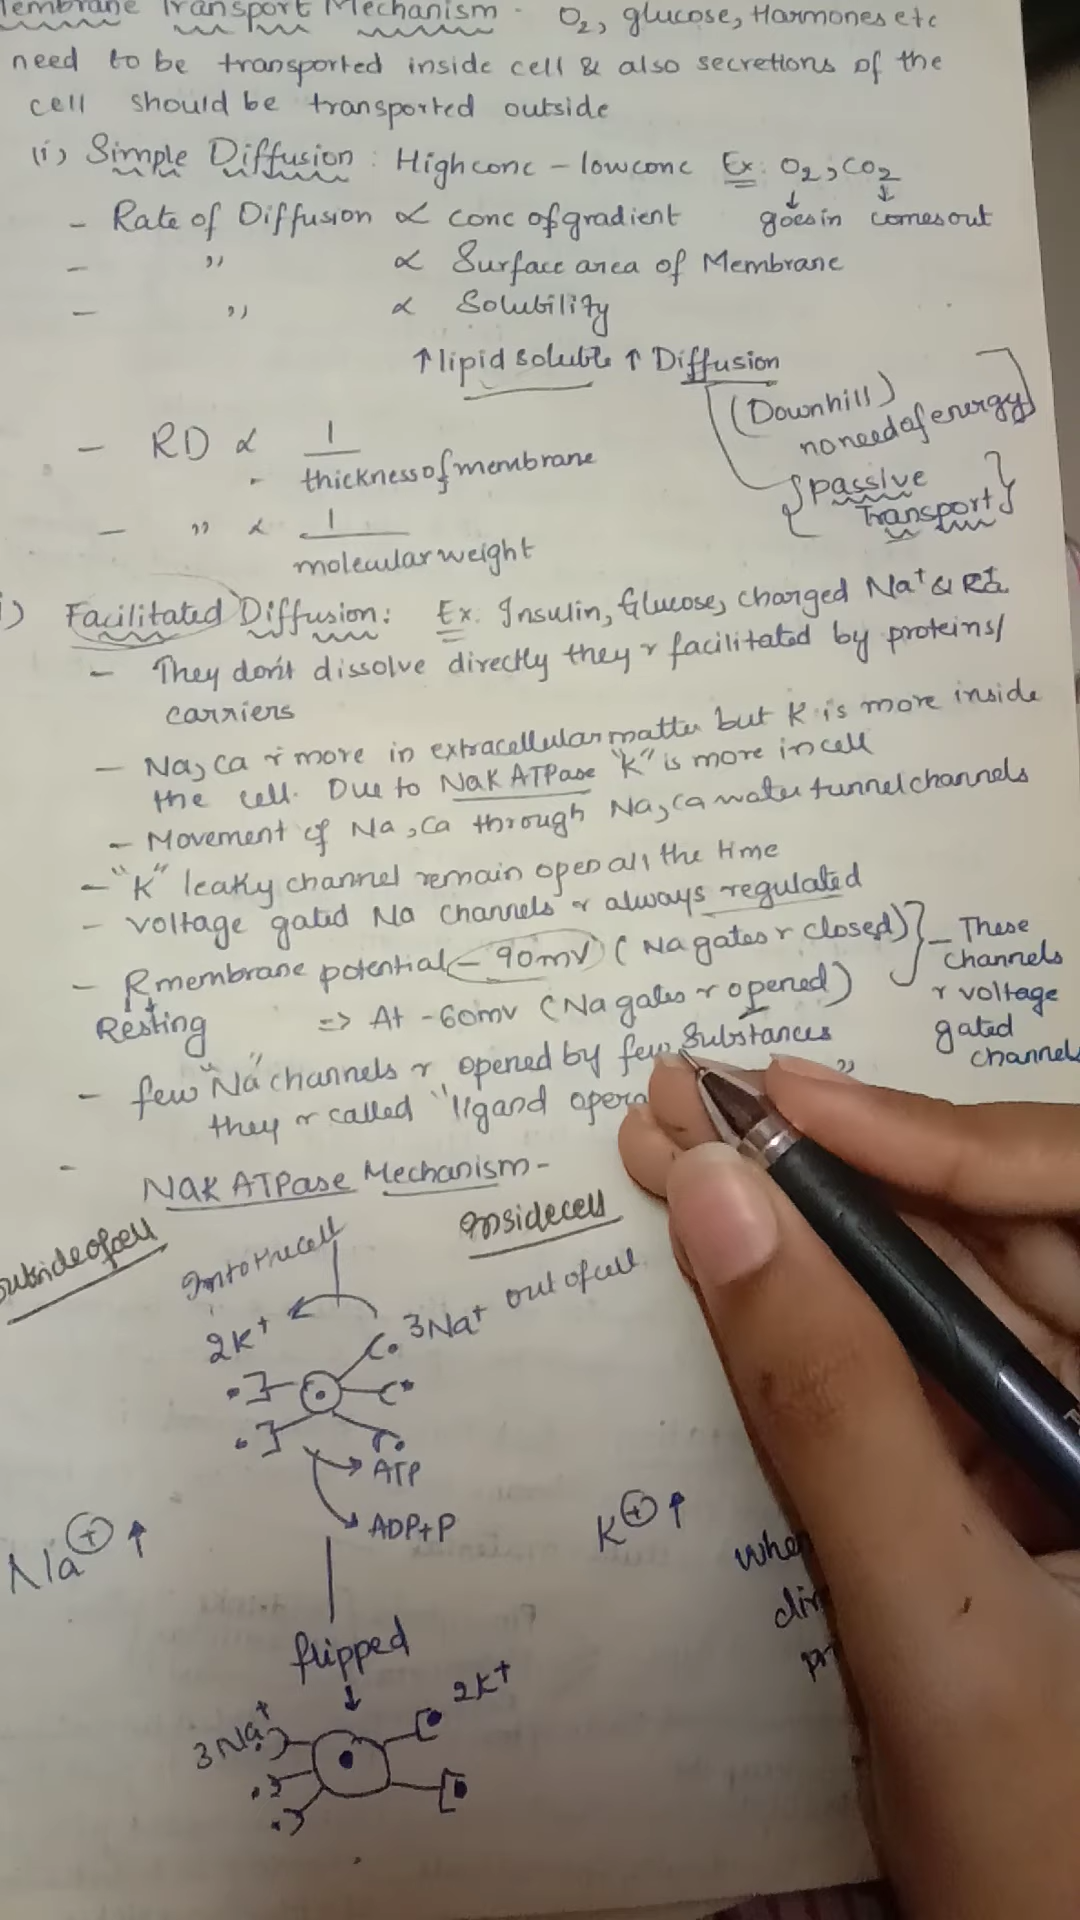 Membrane Transport Mechanism - O2, glucose, Harmones etc
need to be transported inside cell & also secretions of the
cell should be transported outside
(i) Simple Diffusion : High conc - low conc Ex: O2, CO2
goes in comes out
- Rate of Diffusion ∝ conc of gradient
- " ∝ Surface area of Membrane
- " ∝ Solubility
↑ lipid soluble ↑ Diffusion
(Downhill)
no need of energy
{ passive
Transport }
- RD ∝ 1
thickness of membrane
- " ∝ 1
molecular weight
i) Facilitated Diffusion: Ex. Insulin, Glucose, charged Na+ &
- They don't dissolve directly they r facilitated by proteins/
carriers
- Na, Ca r more in extracellular matter but K is more inside
the cell. Due to NaK ATPase "K" is more in cell
- Movement of Na, Ca through Na, Ca water tunnel channels
- "K" leaky channel remain open all the time
- voltage gated Na channels r always regulated
- Rmembrane potential - 90mV (Na gates r closed)
Resting => At -60mv (Na gates r opened)
} - These
channels
r voltage
gated
channels
- few "Na" channels r opened by few substances
they r called "ligand opera "
- NaK ATPase Mechanism -
outside of cell
Inside cell
Into the cell
out of cell
2K+
3Na+
ATP
ADP+P
Na+ ↑
K+ ↑
whe
dir
pr
flipped
3Na+
2K+